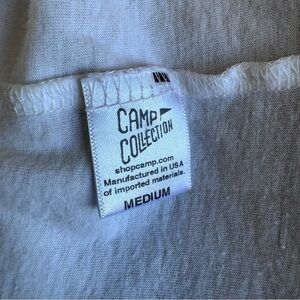 CAMP
COLLECTION
shopcamp.com
Manufactured in USA
of imported materials.
MEDIUM